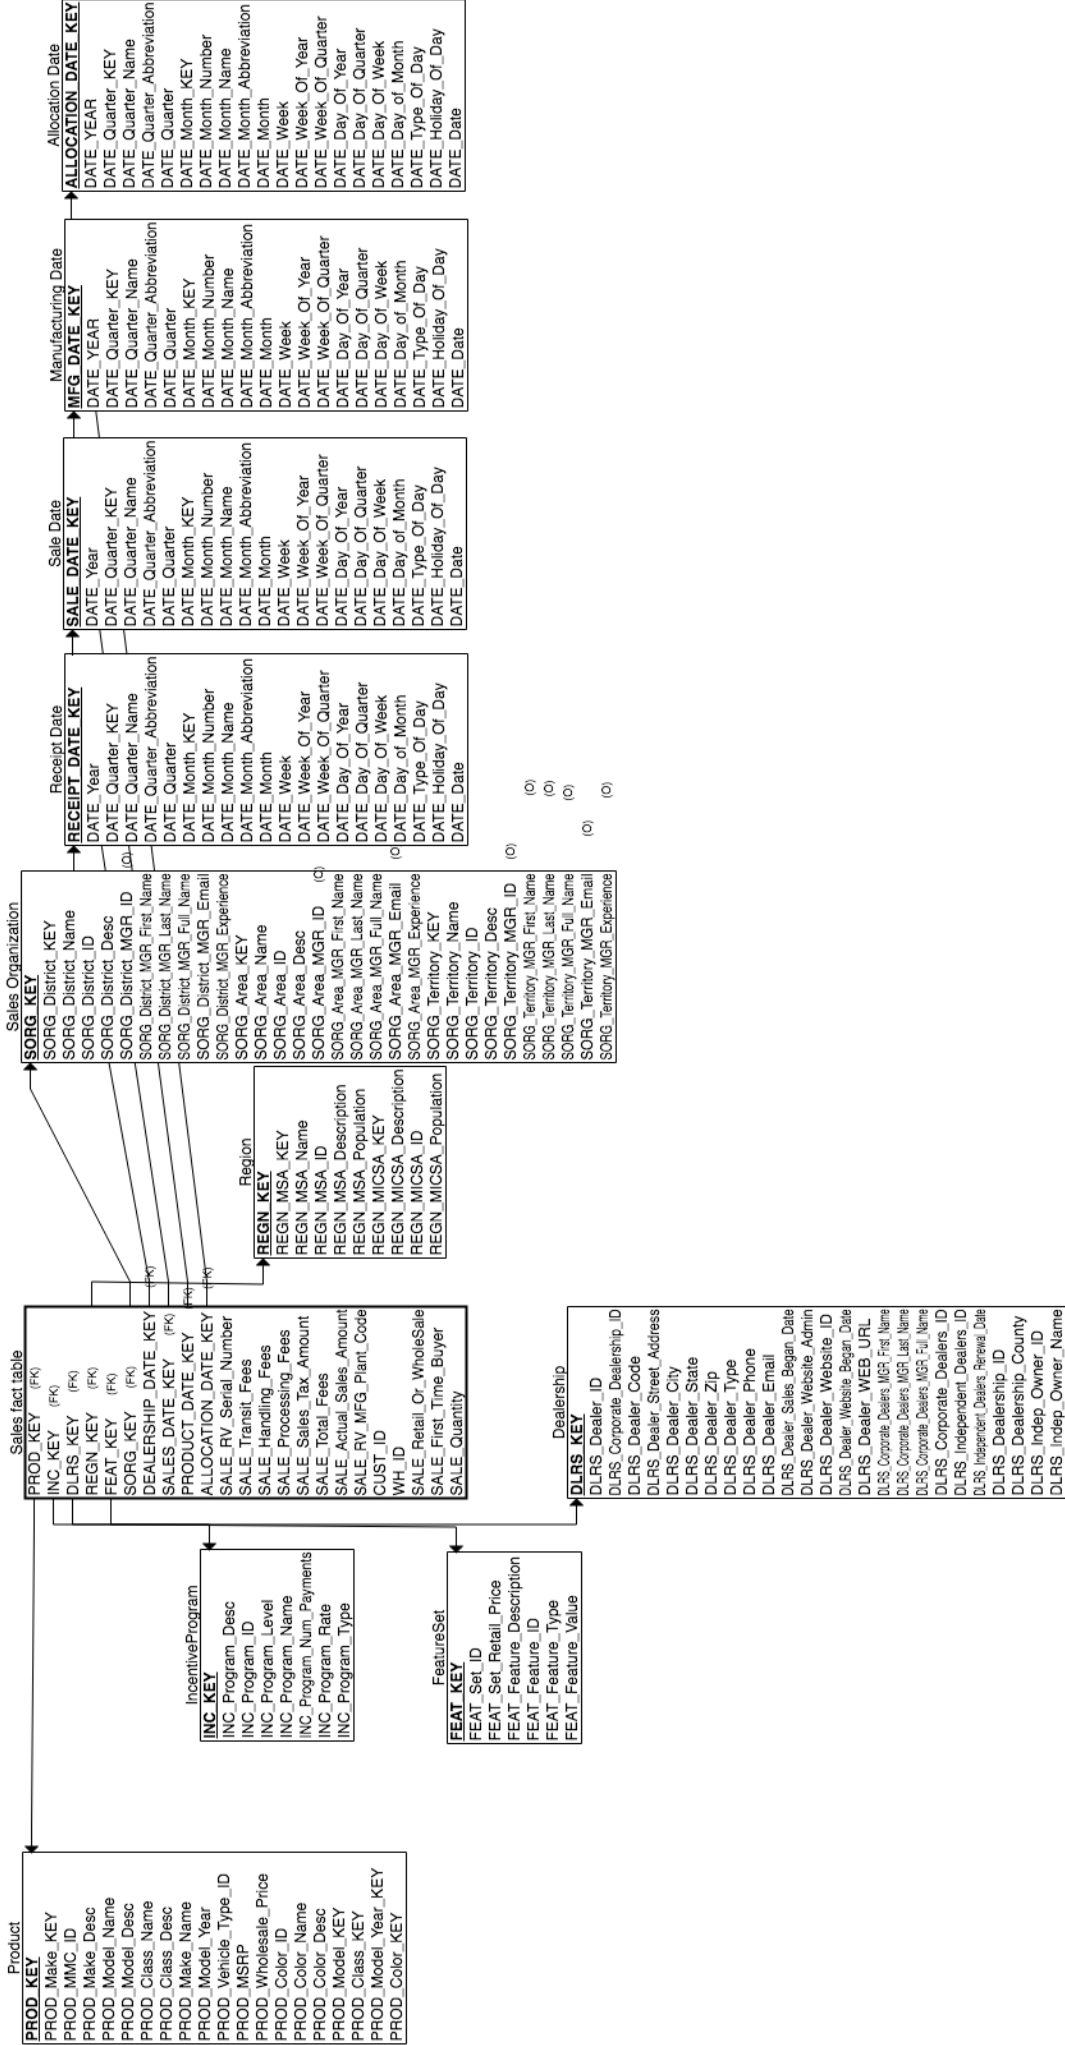 Product
PROD_KEY
PROD_Make_KEY
PROD_MMC_ID
PROD_Make_Desc
PROD_Model_Name
PROD_Model_Desc
PROD_Class_Name
PROD_Class_Desc
PROD_Make_Name
PROD_Model_Year
PROD_Vehicle_Type_ID
PROD_MSRP
PROD_Wholesale_Price
PROD_Color_ID
PROD_Color_Name
PROD_Color_Desc
PROD_Model_KEY
PROD_Class_KEY
PROD_Model_Year_KEY
PROD_Color_KEY
IncentiveProgram
INC_KEY
INC_Program_Desc
INC_Program_ID
INC_Program_Level
INC_Program_Name
INC_Program_Num_Payments
INC_Program_Rate
INC_Program_Type
FeatureSet
FEAT_KEY
FEAT_Set_ID
FEAT_Set_Retail_Price
FEAT_Feature_Description
FEAT_Feature_ID
FEAT_Feature_Type
FEAT_Feature_Value
Sales fact table
PROD_KEY (FK)
INC_KEY (FK)
DLRS_KEY (FK)
REGN_KEY (FK)
FEAT_KEY (FK)
SORG_KEY (FK)
DEALERSHIP_DATE_KEY (FK)
SALES_DATE_KEY (FK)
PRODUCT_DATE_KEY (FK)
ALLOCATION_DATE_KEY (FK)
SALE_RV_Serial_Number
SALE_Transit_Fees
SALE_Handling_Fees
SALE_Processing_Fees
SALE_Sales_Tax_Amount
SALE_Total_Fees
SALE_Actual_Sales_Amount
SALE_RV_MFG_Plant_Code
CUST_ID
WH_ID
SALE_Retail_Or_WholeSale
SALE_First_Time_Buyer
SALE_Quantity
Dealership
DLRS_KEY
DLRS_Dealer_ID
DLRS_Corporate_Dealership_ID
DLRS_Dealer_Code
DLRS_Dealer_Street_Address
DLRS_Dealer_City
DLRS_Dealer_State
DLRS_Dealer_Zip
DLRS_Dealer_Type
DLRS_Dealer_Phone
DLRS_Dealer_Email
DLRS_Dealer_Sales_Began_Date
DLRS_Dealer_Website_Admin
DLRS_Dealer_Website_ID
DLRS_Dealer_Website_Began_Date
DLRS_Dealer_WEB_URL
DLRS_Corporate_Dealers_MGR_First_Name
DLRS_Corporate_Dealers_MGR_Last_Name
DLRS_Corporate_Dealers_MGR_Full_Name
DLRS_Corporate_Dealers_ID
DLRS_Independent_Dealers_ID
DLRS_Independent_Dealers_Renewal_Date
DLRS_Dealership_ID
DLRS_Dealership_County
DLRS_Indep_Owner_ID
DLRS_Indep_Owner_Name
Region
REGN_KEY
REGN_MSA_KEY
REGN_MSA_Name
REGN_MSA_ID
REGN_MSA_Description
REGN_MSA_Population
REGN_MICSA_KEY
REGN_MICSA_Description
REGN_MICSA_ID
REGN_MICSA_Population
Sales Organization
SORG_KEY
SORG_District_KEY
SORG_District_Name
SORG_District_ID
SORG_District_Desc
SORG_District_MGR_ID (O)
SORG_District_MGR_First_Name
SORG_District_MGR_Last_Name
SORG_District_MGR_Full_Name
SORG_District_MGR_Email
SORG_District_MGR_Experience
SORG_Area_KEY
SORG_Area_Name
SORG_Area_ID
SORG_Area_Desc
SORG_Area_MGR_ID (O)
SORG_Area_MGR_First_Name
SORG_Area_MGR_Last_Name
SORG_Area_MGR_Full_Name
SORG_Area_MGR_Email (O)
SORG_Area_MGR_Experience
SORG_Territory_KEY
SORG_Territory_Name
SORG_Territory_ID
SORG_Territory_Desc
SORG_Territory_MGR_ID (O)
SORG_Territory_MGR_First_Name (O)
SORG_Territory_MGR_Last_Name (O)
SORG_Territory_MGR_Full_Name (O)
SORG_Territory_MGR_Email (O)
SORG_Territory_MGR_Experience (O)
Receipt Date
RECEIPT_DATE_KEY
DATE_Year
DATE_Quarter_KEY
DATE_Quarter_Name
DATE_Quarter_Abbreviation
DATE_Quarter
DATE_Month_KEY
DATE_Month_Number
DATE_Month_Name
DATE_Month_Abbreviation
DATE_Month
DATE_Week
DATE_Week_Of_Year
DATE_Week_Of_Quarter
DATE_Day_Of_Year
DATE_Day_Of_Quarter
DATE_Day_Of_Week
DATE_Day_of_Month
DATE_Type_Of_Day
DATE_Holiday_Of_Day
DATE_Date
Sale Date
SALE_DATE_KEY
DATE_Year
DATE_Quarter_KEY
DATE_Quarter_Name
DATE_Quarter_Abbreviation
DATE_Quarter
DATE_Month_KEY
DATE_Month_Number
DATE_Month_Name
DATE_Month_Abbreviation
DATE_Month
DATE_Week
DATE_Week_Of_Year
DATE_Week_Of_Quarter
DATE_Day_Of_Year
DATE_Day_Of_Quarter
DATE_Day_Of_Week
DATE_Day_of_Month
DATE_Type_Of_Day
DATE_Holiday_Of_Day
DATE_Date
Manufacturing Date
MFG_DATE_KEY
DATE_YEAR
DATE_Quarter_KEY
DATE_Quarter_Name
DATE_Quarter_Abbreviation
DATE_Quarter
DATE_Month_KEY
DATE_Month_Number
DATE_Month_Name
DATE_Month_Abbreviation
DATE_Month
DATE_Week
DATE_Week_Of_Year
DATE_Week_Of_Quarter
DATE_Day_Of_Year
DATE_Day_Of_Quarter
DATE_Day_Of_Week
DATE_Day_of_Month
DATE_Type_Of_Day
DATE_Holiday_Of_Day
DATE_Date
Allocation Date
ALLOCATION_DATE_KEY
DATE_YEAR
DATE_Quarter_KEY
DATE_Quarter_Name
DATE_Quarter_Abbreviation
DATE_Quarter
DATE_Month_KEY
DATE_Month_Number
DATE_Month_Name
DATE_Month_Abbreviation
DATE_Month
DATE_Week
DATE_Week_Of_Year
DATE_Week_Of_Quarter
DATE_Day_Of_Year
DATE_Day_Of_Quarter
DATE_Day_Of_Week
DATE_Day_of_Month
DATE_Type_Of_Day
DATE_Holiday_Of_Day
DATE_Date